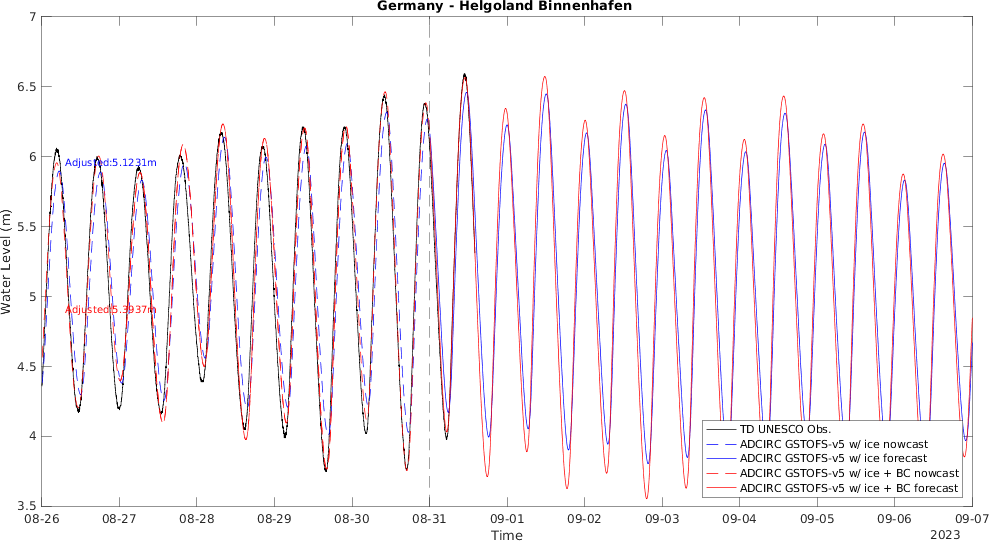 Germany - Helgoland Binnenhafen
7
6.5
6
5.5
5
4.5
4
3.5
Water Level (m)
Adjusted:5.1231m
Adjusted:5.3937m
TD UNESCO Obs.
ADCIRC GSTOFS-v5 w/ ice nowcast
ADCIRC GSTOFS-v5 w/ ice forecast
ADCIRC GSTOFS-v5 w/ ice + BC nowcast
ADCIRC GSTOFS-v5 w/ ice + BC forecast
08-26 08-27 08-28 08-29 08-30 08-31 09-01 09-02 09-03 09-04 09-05 09-06 09-07
Time
2023